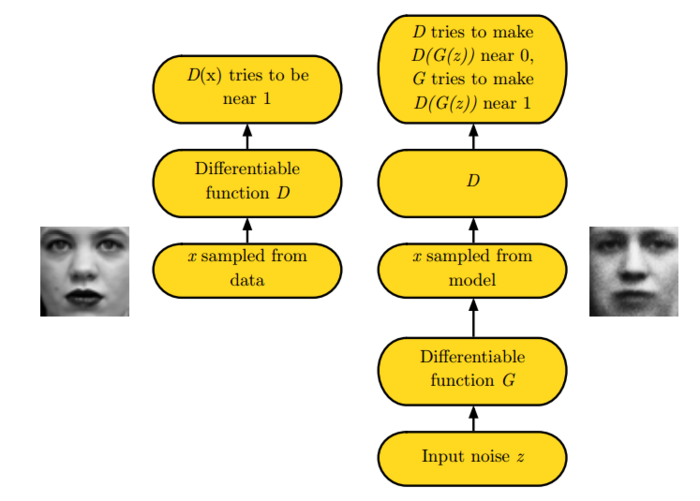 D(x) tries to be
near 1
Differentiable
function D
x sampled from
data
D tries to make
D(G(z)) near 0,
G tries to make
D(G(z)) near 1
D
x sampled from
model
Differentiable
function G
Input noise z